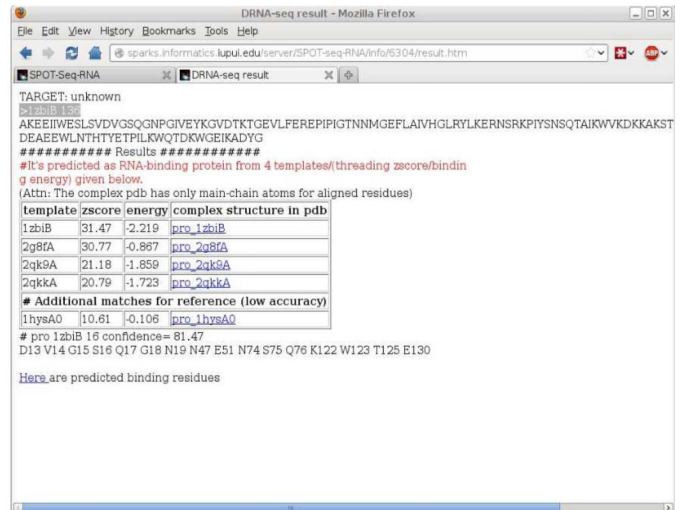 DRNA-seq result - Mozilla Firefox
File Edit View History Bookmarks Tools Help
sparks.informatics.iupui.edu/server/SPOT-Seq-RNA/info/6304/result.htm
SPOT-Seq-RNA DRNA-seq result
TARGET: unknown
>1zbiB 136
AKEEIIWESLSVDVGSQGNPGIVEYKGVDTKTGEVLFEREPIPIGTNNMGEFLAIVHGLRYLKERNSRKPIYSNSQTAIKWVKDKKAKST
DEAEEWLNTHTYETPILKWQTDKWGEIKADYG
########### Results ############
#It's predicted as RNA-binding protein from 4 templates/(threading zscore/bindin
g energy) given below.
(Attn: The complex pdb has only main-chain atoms for aligned residues)
template zscore energy complex structure in pdb
1zbiB 31.47 -2.219 pro_1zbiB
2g8fA 30.77 -0.867 pro_2g8fA
2qk9A 21.18 -1.859 pro_2qk9A
2qkkA 20.79 -1.723 pro_2qkkA
# Additional matches for reference (low accuracy)
1hysA0 10.61 -0.106 pro_1hysA0
# pro 1zbiB 16 confidence= 81.47
D13 V14 G15 S16 Q17 G18 N19 N47 E51 N74 S75 Q76 K122 W123 T125 E130
Here are predicted binding residues